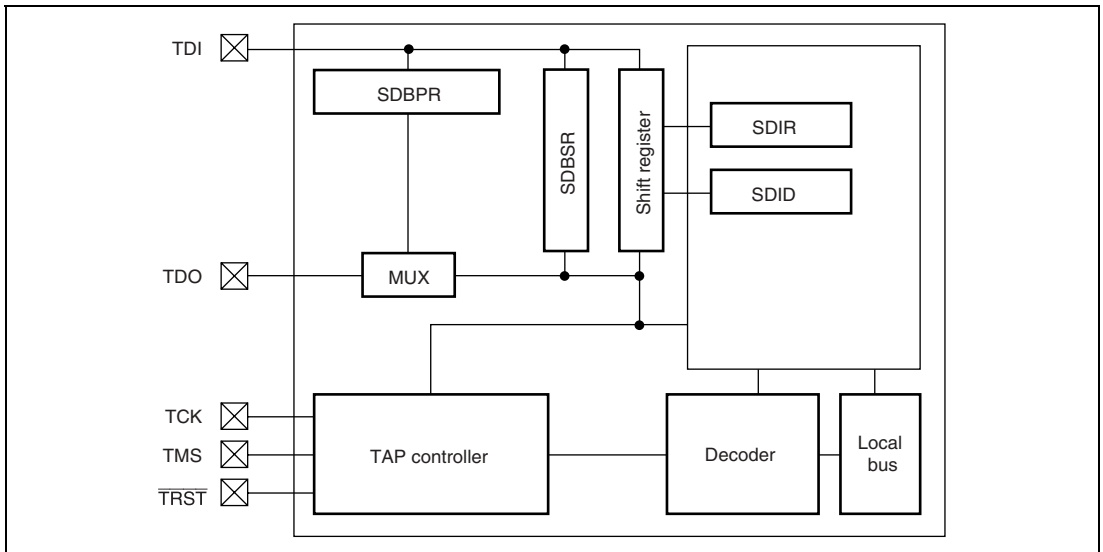 TDI
SDBPR
SDBSR
Shift register
SDIR
SDID
TDO
MUX
TCK
TMS
TRST
TAP controller
Decoder
Local
bus